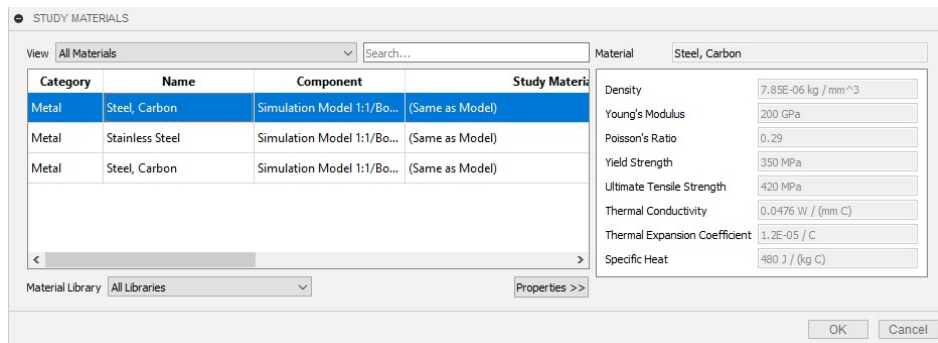 STUDY MATERIALS
View All Materials Search... Material Steel, Carbon
Category Name Component Study Materia
Metal Steel, Carbon Simulation Model 1:1/Bo... (Same as Model)
Metal Stainless Steel Simulation Model 1:1/Bo... (Same as Model)
Metal Steel, Carbon Simulation Model 1:1/Bo... (Same as Model)
Density 7.85E-06 kg / mm^3
Young's Modulus 200 GPa
Poisson's Ratio 0.29
Yield Strength 350 MPa
Ultimate Tensile Strength 420 MPa
Thermal Conductivity 0.0476 W / (mm C)
Thermal Expansion Coefficient 1.2E-05 / C
Specific Heat 480 J / (kg C)
Material Library All Libraries Properties >>
OK Cancel